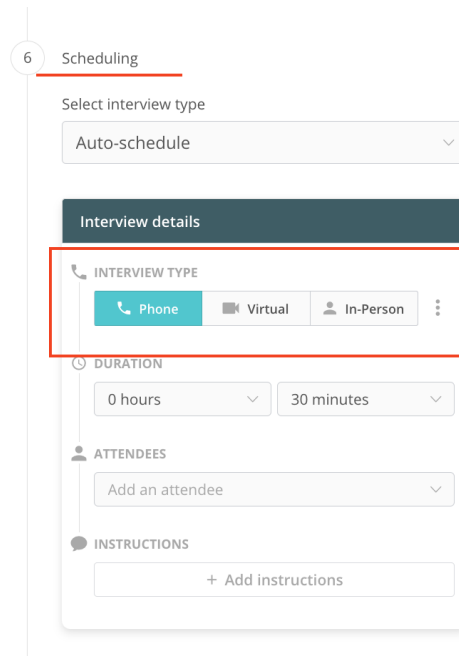 6 Scheduling
Select interview type
Auto-schedule
Interview details
INTERVIEW TYPE
Phone Virtual In-Person
DURATION
0 hours 30 minutes
ATTENDEES
Add an attendee
INSTRUCTIONS
+ Add instructions